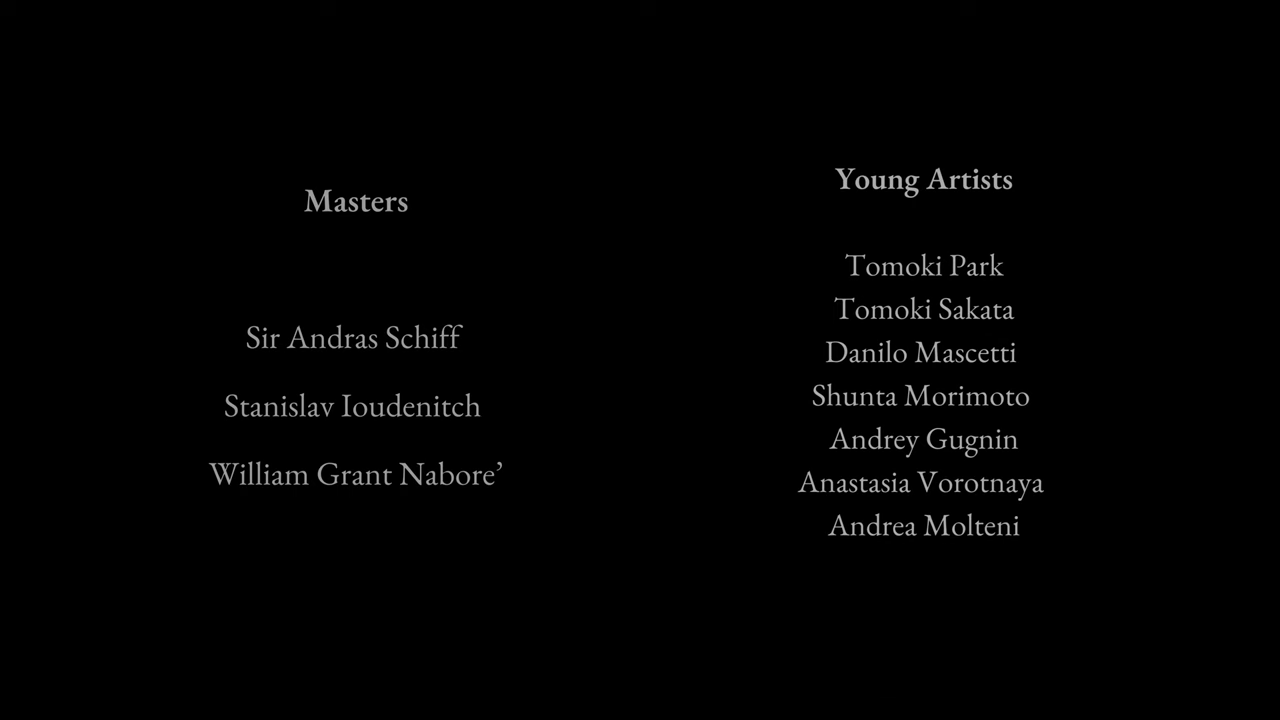 Masters
Sir Andras Schiff
Stanislav Ioudenitch
William Grant Nabore’
Young Artists
Tomoki Park
Tomoki Sakata
Danilo Mascetti
Shunta Morimoto
Andrey Gugnin
Anastasia Vorotnaya
Andrea Molteni